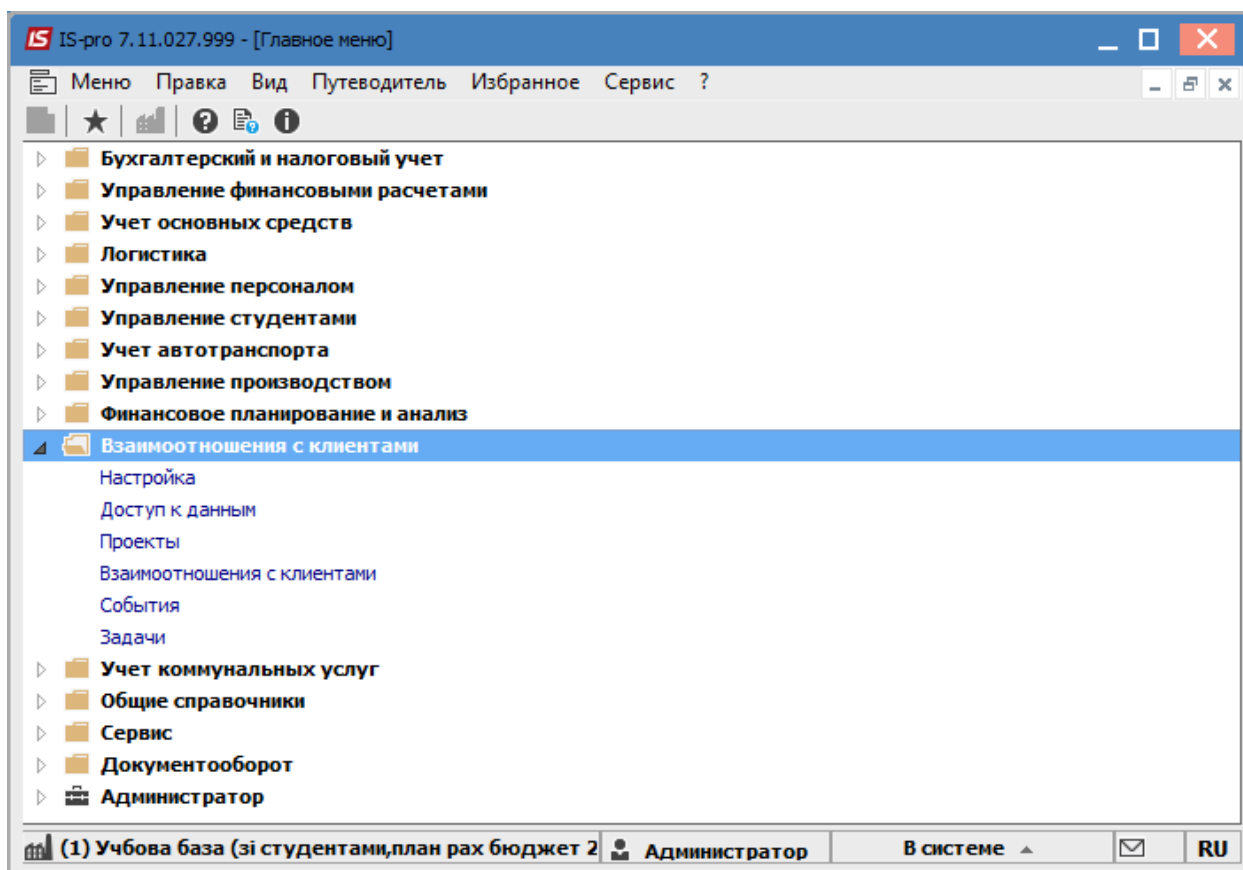 IS IS-pro 7.11.027.999 - [Главное меню]
Меню Правка Вид Путеводитель Избранное Сервис ?
Бухгалтерский и налоговый учет
Управление финансовыми расчетами
Учет основных средств
Логистика
Управление персоналом
Управление студентами
Учет автотранспорта
Управление производством
Финансовое планирование и анализ
Взаимоотношения с клиентами
Настройка
Доступ к данным
Проекты
Взаимоотношения с клиентами
События
Задачи
Учет коммунальных услуг
Общие справочники
Сервис
Документооборот
Администратор
(1) Учбова база (зі студентами,план рах бюджет 2 Администратор В системе RU